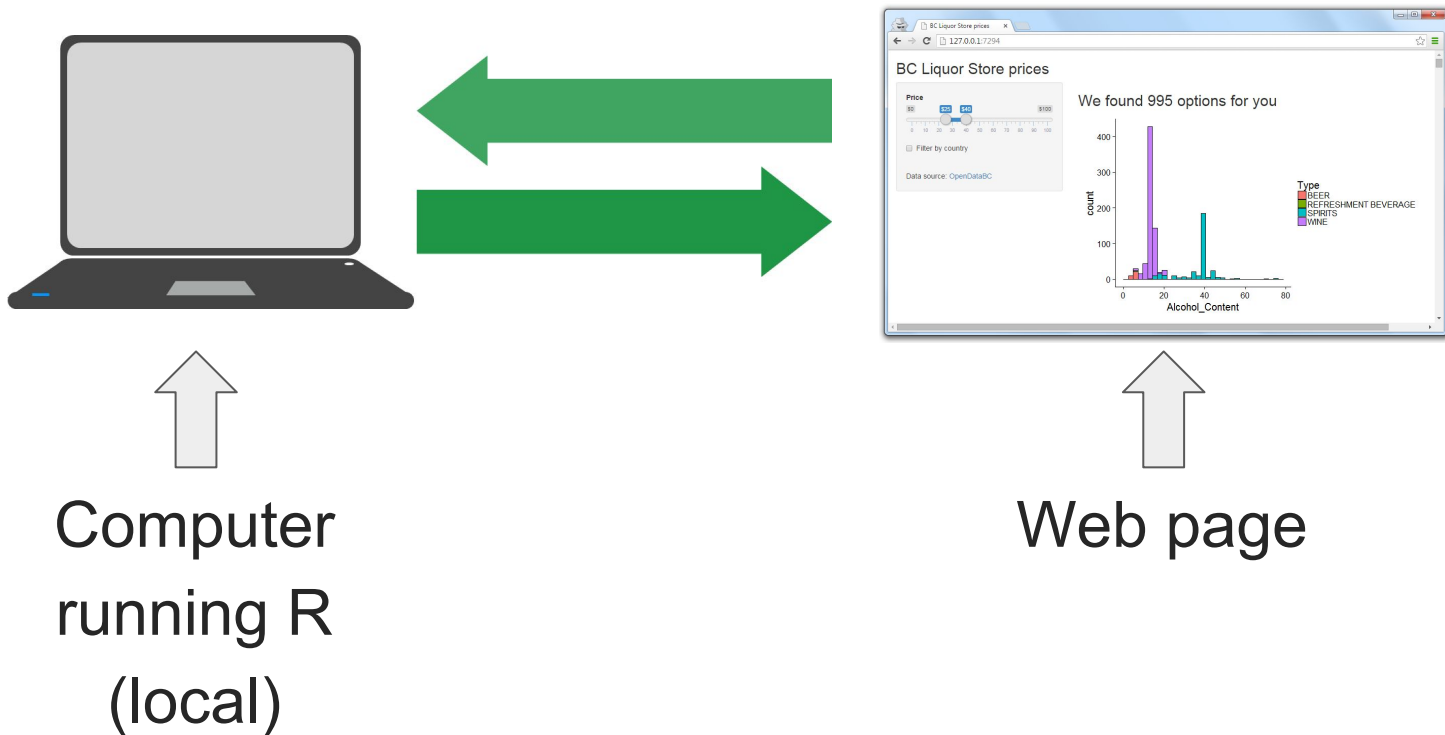 BC Liquor Store prices
127.0.0.1:7294
BC Liquor Store prices
Price
$0 $25 $40 $100
0 10 20 30 40 50 60 70 80 90 100
Filter by country
Data source: OpenDataBC
We found 995 options for you
400
300
200
100
0
count
0 20 40 60 80
Alcohol_Content
Type
BEER
REFRESHMENT BEVERAGE
SPIRITS
WINE
Computer
running R
(local)
Web page